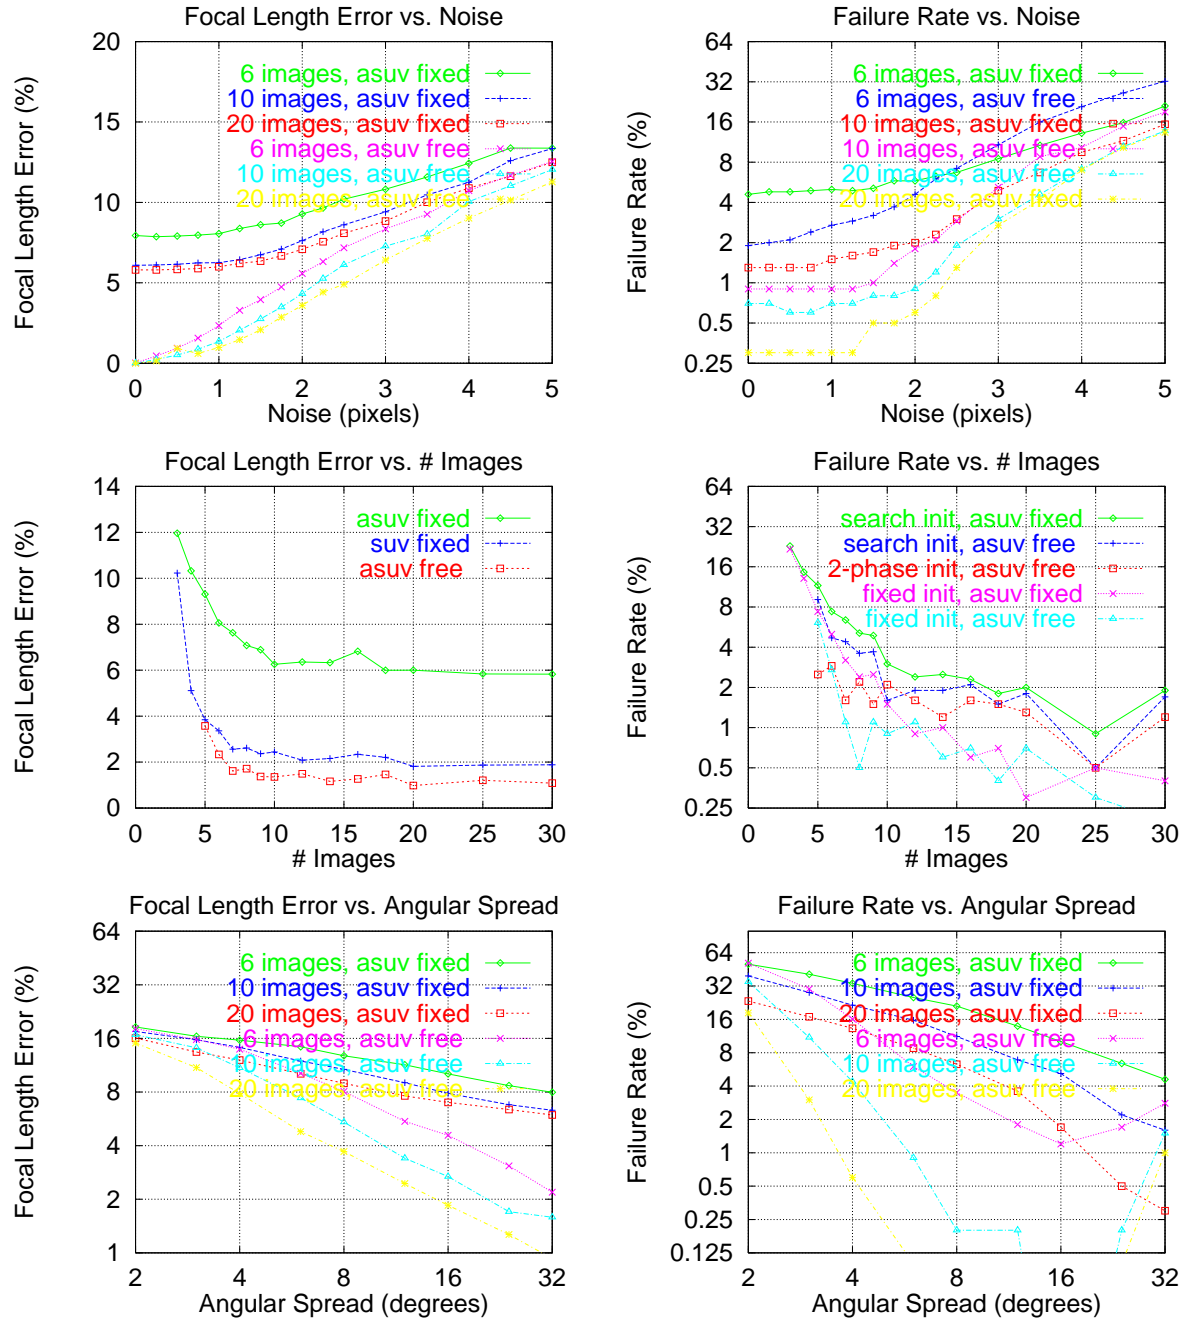 Focal Length Error vs. Noise
Focal Length Error (%)
20
15
10
5
0
6 images, asuv fixed
10 images, asuv fixed
20 images, asuv fixed
6 images, asuv free
10 images, asuv free
20 images, asuv free
0 1 2 3 4 5
Noise (pixels)
Failure Rate vs. Noise
Failure Rate (%)
64
32
16
8
4
2
1
0.5
0.25
6 images, asuv fixed
6 images, asuv free
10 images, asuv fixed
10 images, asuv free
20 images, asuv fixed
20 images, asuv free
0 1 2 3 4 5
Noise (pixels)
Focal Length Error vs. # Images
Focal Length Error (%)
14
12
10
8
6
4
2
0
asuv fixed
suv fixed
asuv free
0 5 10 15 20 25 30
# Images
Failure Rate vs. # Images
Failure Rate (%)
64
32
16
8
4
2
1
0.5
0.25
search init, asuv fixed
search init, asuv free
2-phase init, asuv free
fixed init, asuv fixed
fixed init, asuv free
0 5 10 15 20 25 30
# Images
Focal Length Error vs. Angular Spread
Focal Length Error (%)
64
32
16
8
4
2
1
6 images, asuv fixed
10 images, asuv fixed
20 images, asuv fixed
6 images, asuv free
10 images, asuv free
20 images, asuv free
2 4 8 16 32
Angular Spread (degrees)
Failure Rate vs. Angular Spread
Failure Rate (%)
64
32
16
8
4
2
1
0.5
0.25
0.125
6 images, asuv fixed
10 images, asuv fixed
20 images, asuv fixed
6 images, asuv free
10 images, asuv free
20 images, asuv free
2 4 8 16 32
Angular Spread (degrees)